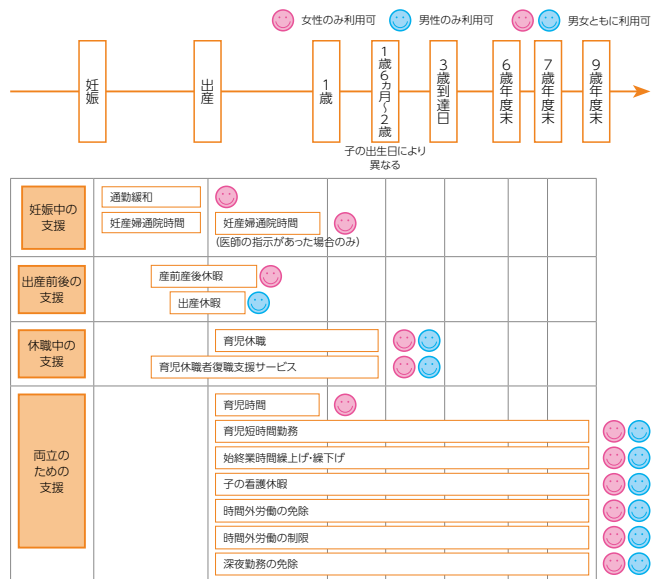 女性のみ利用可
男性のみ利用可
男女ともに利用可
妊娠
出産
1歳
1歳6ヵ月～2歳
3歳到達日
6歳年度末
7歳年度末
9歳年度末
子の出生日により
異なる
妊娠中の
支援
通勤緩和
妊産婦通院時間
妊産婦通院時間
(医師の指示があった場合のみ)
出産前後の
支援
産前産後休暇
出産休暇
休職中の
支援
育児休職
育児休職者復職支援サービス
両立の
ための
支援
育児時間
育児短時間勤務
始終業時間繰上げ・繰下げ
子の看護休暇
時間外労働の免除
時間外労働の制限
深夜勤務の免除